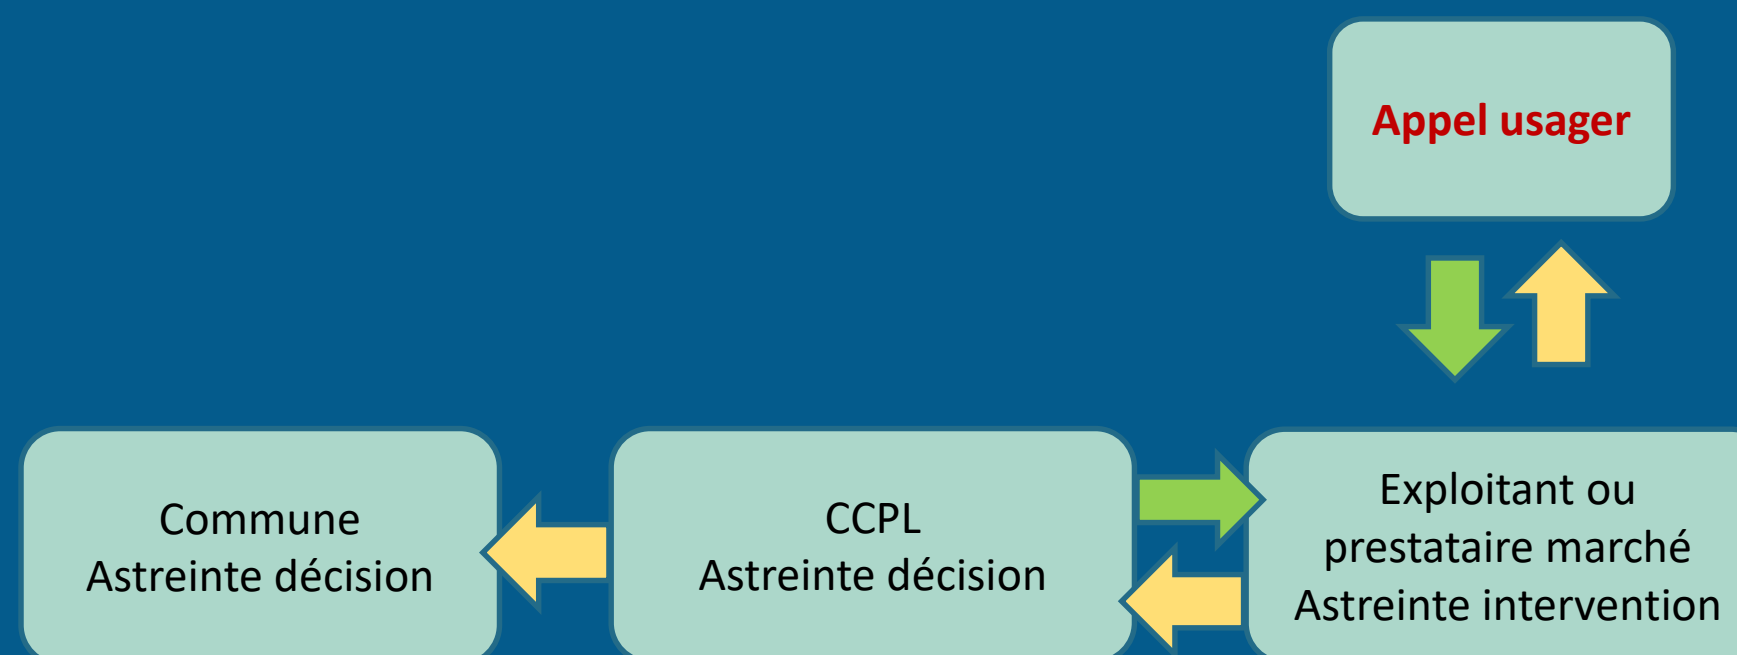 Appel usager
Commune
Astreinte décision
CCPL
Astreinte décision
Exploitant ou
prestataire marché
Astreinte intervention